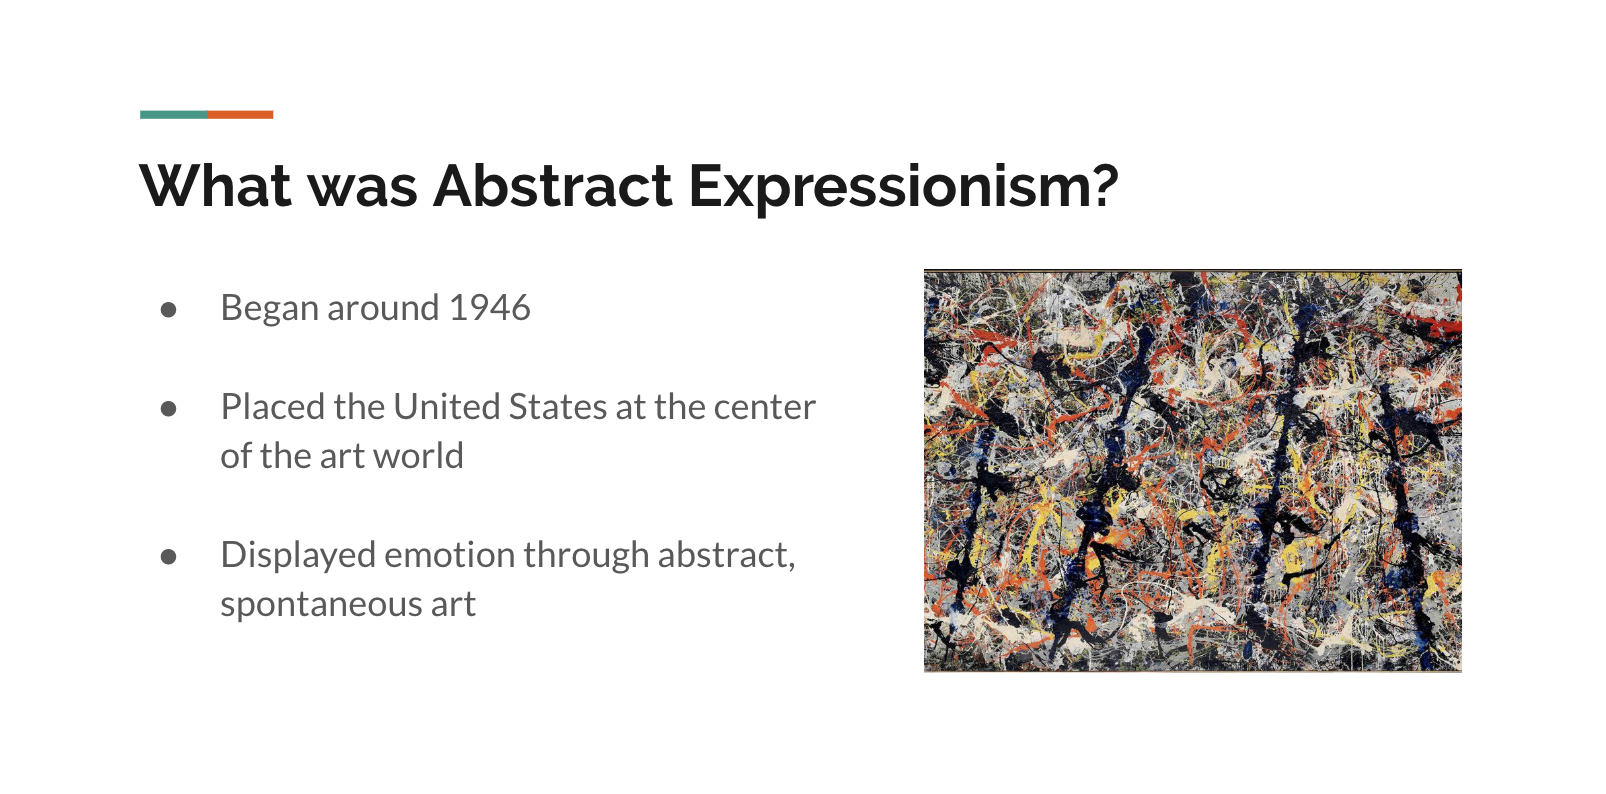 What was Abstract Expressionism?
● Began around 1946
● Placed the United States at the center
of the art world
● Displayed emotion through abstract,
spontaneous art